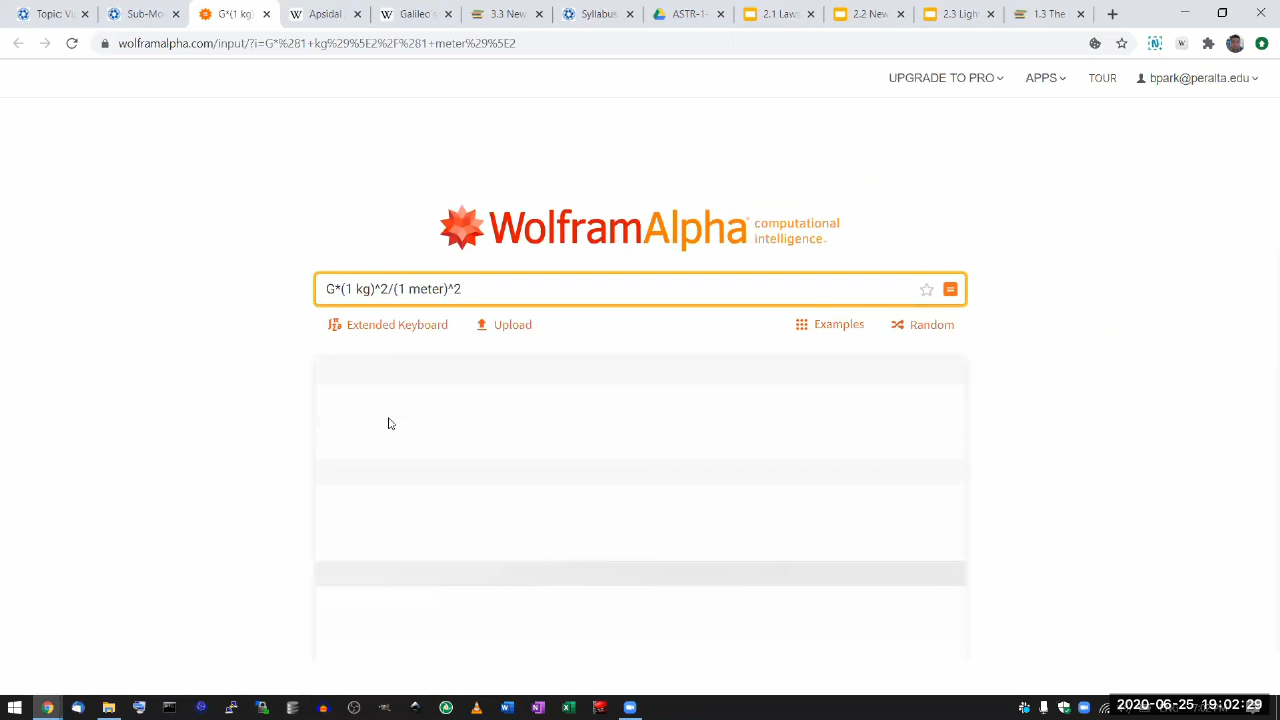 Topic: Vu
Mo
G*(1 kg)
Apsidal
Galileo s
3.3 New
Syllabus
ASTR-1-
2.1 Laws
2.2 New
2.3 Ligh
1.3 The
wolframalpha.com/input/?i=G*%281+kg%29%5E2%2F%281+meter%29%5E2
UPGRADE TO PRO
APPS
TOUR
bpark@peralta.edu
WolframAlpha computational intelligence.
G*(1 kg)^2/(1 meter)^2
Extended Keyboard
Upload
Examples
Random
2020-06-25 19:02:29